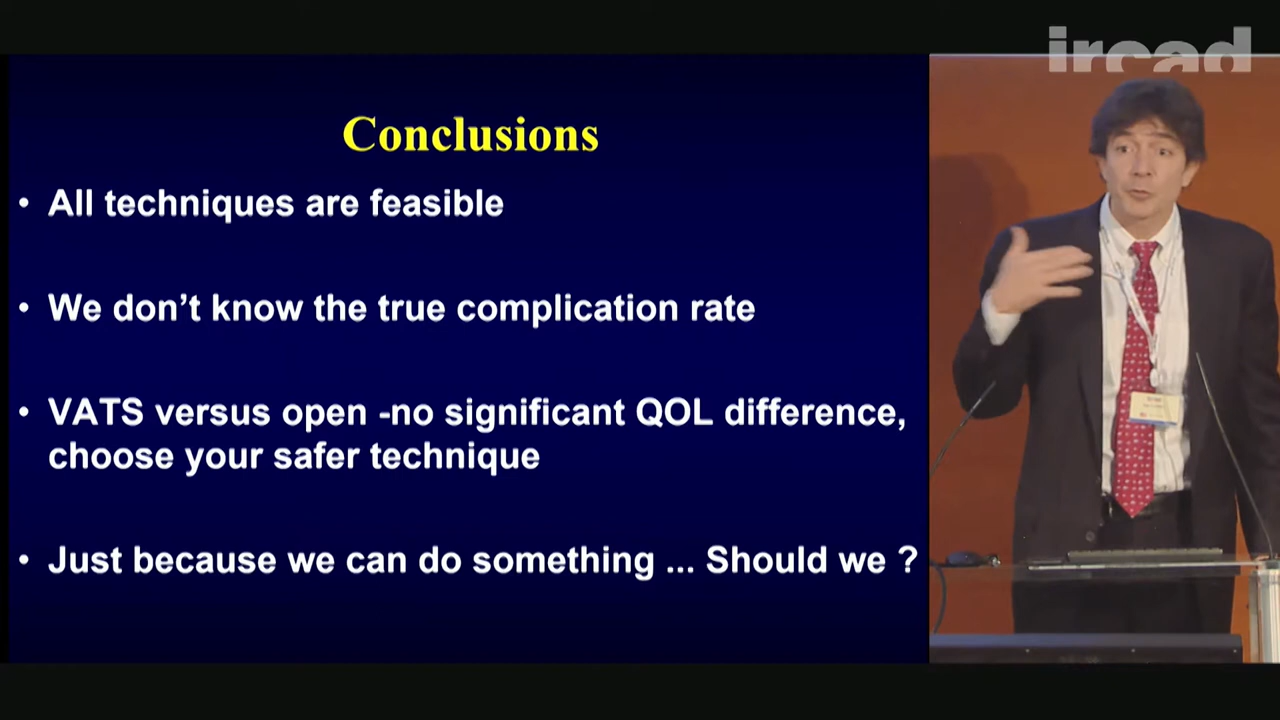 ircad
Conclusions
• All techniques are feasible
• We don’t know the true complication rate
• VATS versus open -no significant QOL difference,
choose your safer technique
• Just because we can do something ... Should we ?